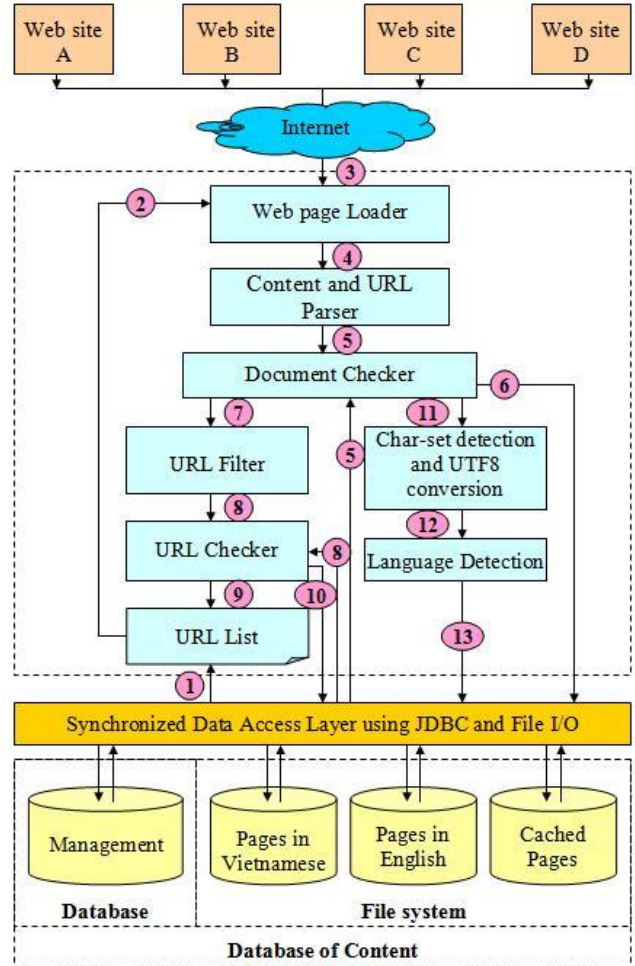 Web site
A
Web site
B
Web site
C
Web site
D
Internet
3
2
Web page Loader
4
Content and URL
Parser
5
Document Checker
6
7
11
URL Filter
5
Char-set detection
and UTF8
conversion
8
12
URL Checker
8
Language Detection
9
10
URL List
13
1
Synchronized Data Access Layer using JDBC and File I/O
Management
Pages in
Vietnamese
Pages in
English
Cached
Pages
Database
File system
Database of Content